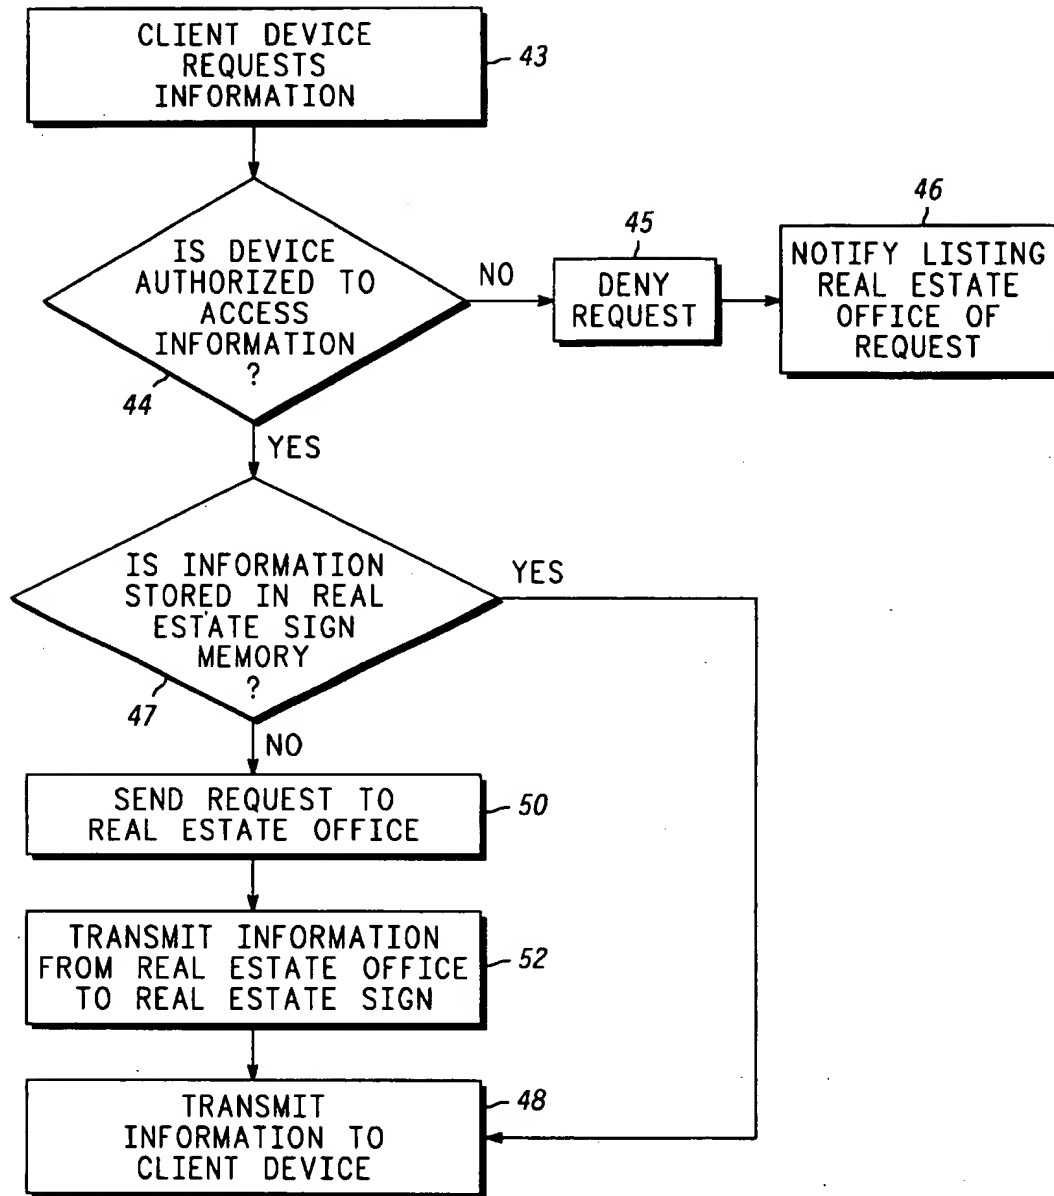 CLIENT DEVICE
REQUESTS
INFORMATION
43
IS DEVICE
AUTHORIZED TO
ACCESS
INFORMATION
?
44
NO
45
DENY
REQUEST
46
NOTIFY LISTING
REAL ESTATE
OFFICE OF
REQUEST
YES
IS INFORMATION
STORED IN REAL
ESTATE SIGN
MEMORY
?
47
YES
NO
SEND REQUEST TO
REAL ESTATE OFFICE
50
TRANSMIT INFORMATION
FROM REAL ESTATE OFFICE
TO REAL ESTATE SIGN
52
TRANSMIT
INFORMATION TO
CLIENT DEVICE
48